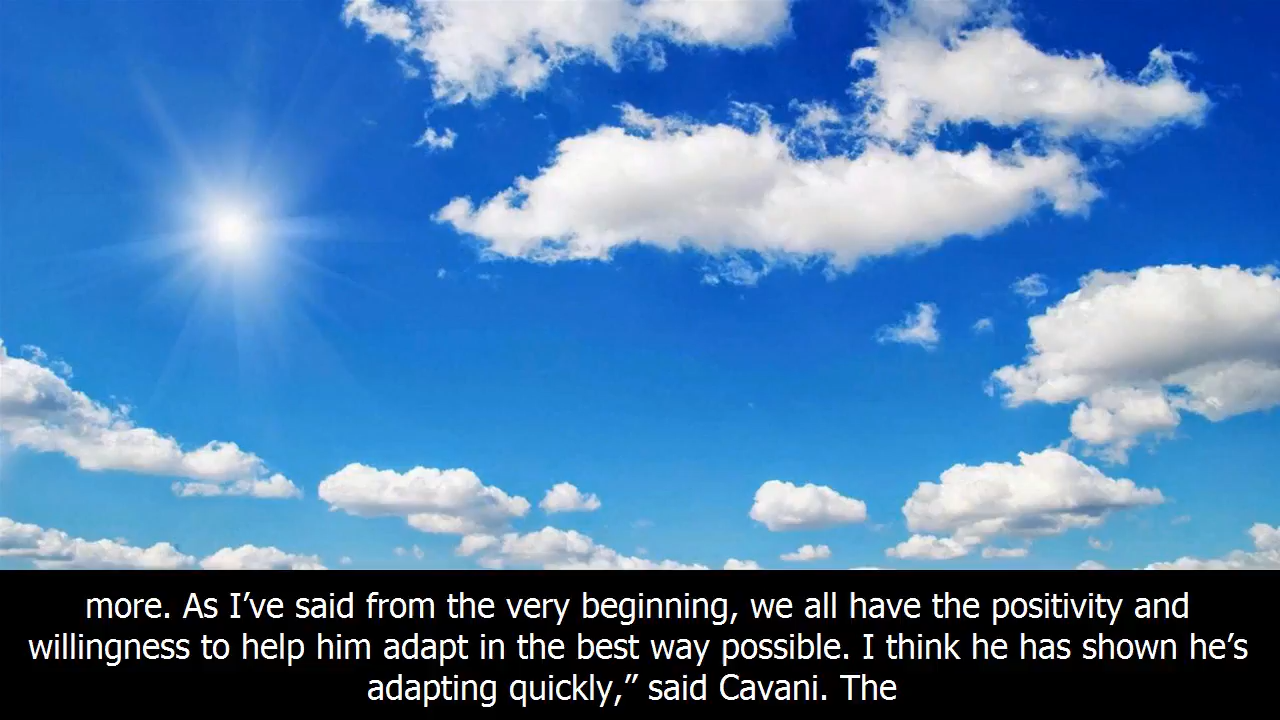 more. As I’ve said from the very beginning, we all have the positivity and
willingness to help him adapt in the best way possible. I think he has shown he’s
adapting quickly,” said Cavani. The